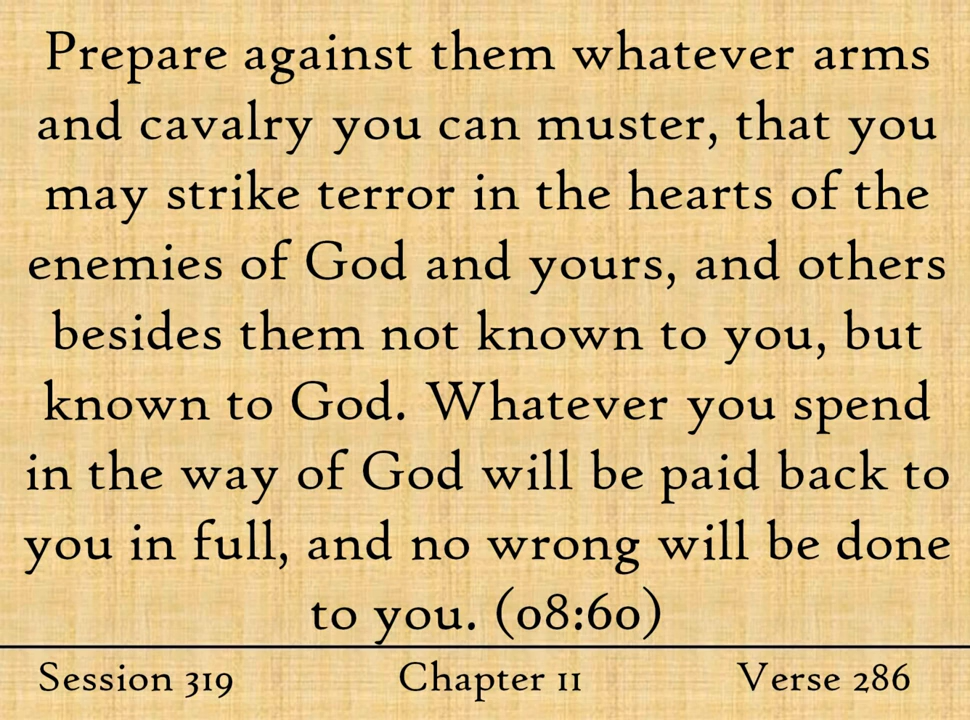 Prepare against them whatever arms
and cavalry you can muster, that you
may strike terror in the hearts of the
enemies of God and yours, and others
besides them not known to you, but
known to God. Whatever you spend
in the way of God will be paid back to
you in full, and no wrong will be done
to you. (08:60)
Session 319 Chapter 11 Verse 286